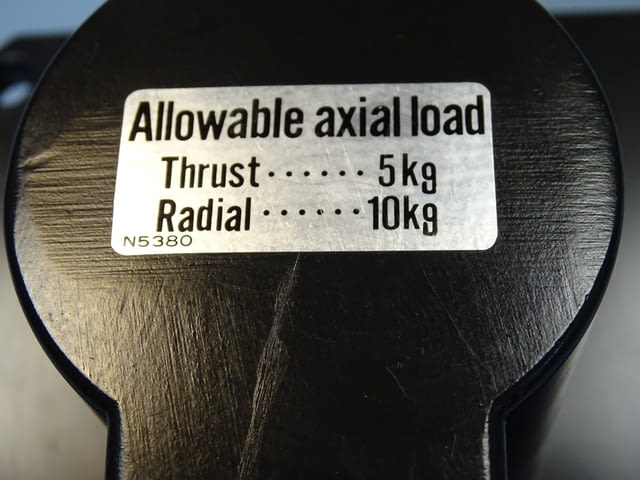 Allowable axial load
Thrust ······ 5kg
Radial ······ 10kg
N5380